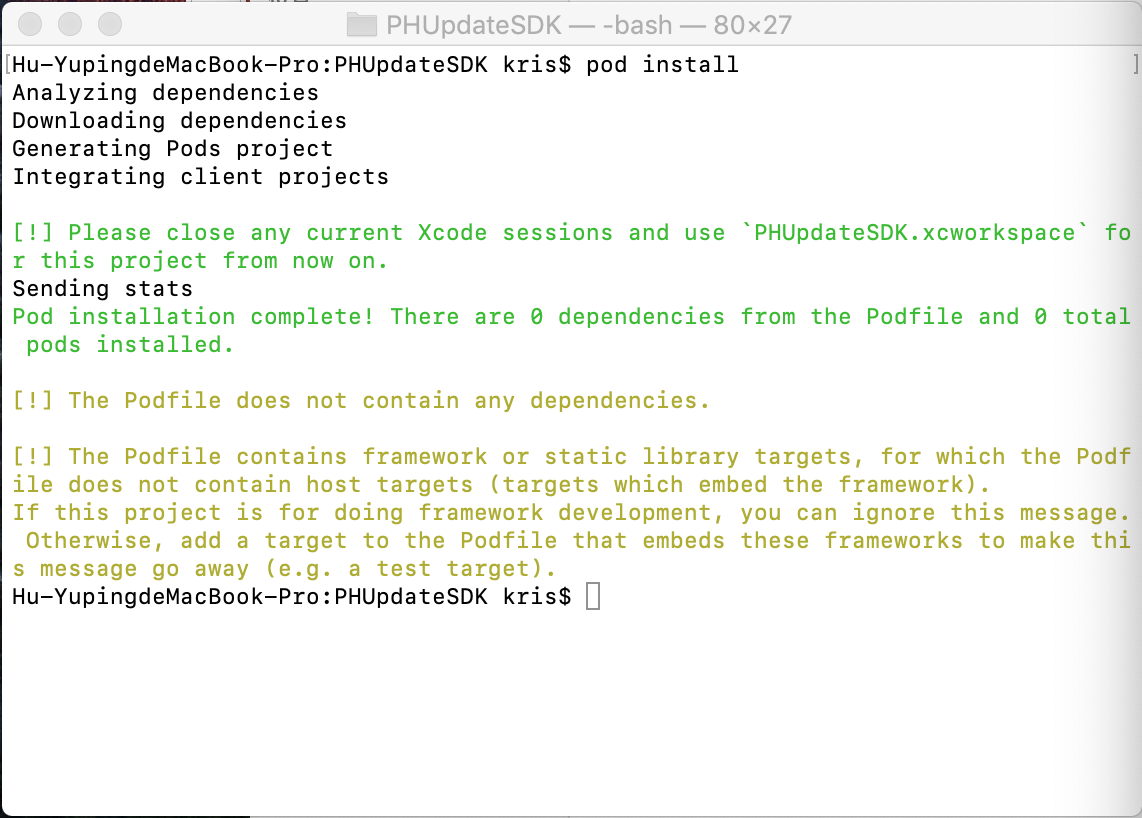 PHUpdateSDK — -bash — 80×27
[Hu-YupingdeMacBook-Pro:PHUpdateSDK kris$ pod install ]
Analyzing dependencies
Downloading dependencies
Generating Pods project
Integrating client projects
[!] Please close any current Xcode sessions and use `PHUpdateSDK.xcworkspace` fo
r this project from now on.
Sending stats
Pod installation complete! There are 0 dependencies from the Podfile and 0 total
 pods installed.
[!] The Podfile does not contain any dependencies.
[!] The Podfile contains framework or static library targets, for which the Podf
ile does not contain host targets (targets which embed the framework).
If this project is for doing framework development, you can ignore this message.
 Otherwise, add a target to the Podfile that embeds these frameworks to make thi
s message go away (e.g. a test target).
Hu-YupingdeMacBook-Pro:PHUpdateSDK kris$